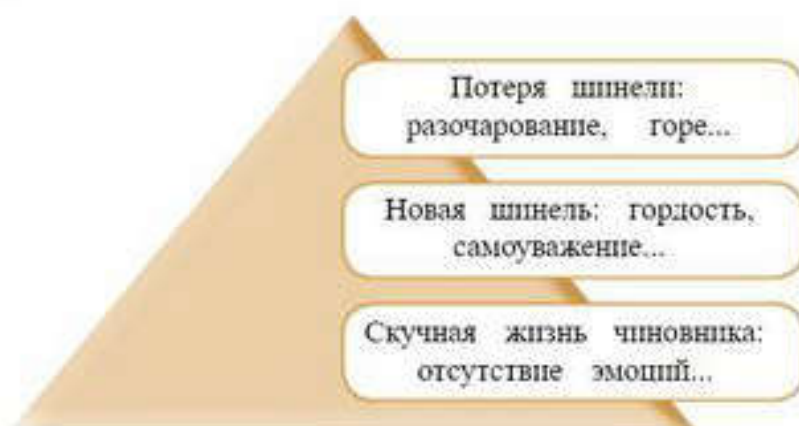 Потеря шинели:
разочарование, горе...
Новая шинель: гордость,
самоуважение...
Скучная жизнь чиновника:
отсутствие эмоций...